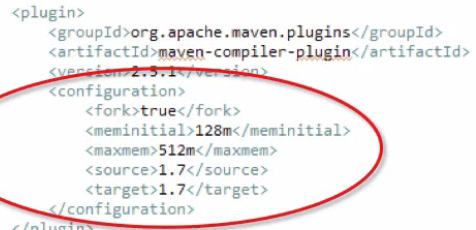 <plugin>
<groupId>org.apache.maven.plugins</groupId>
<artifactId>maven-compiler-plugin</artifactId>
<version>2.5.1</version>
<configuration>
<fork>true</fork>
<meminitial>128m</meminitial>
<maxmem>512m</maxmem>
<source>1.7</source>
<target>1.7</target>
</configuration>
</plugin>